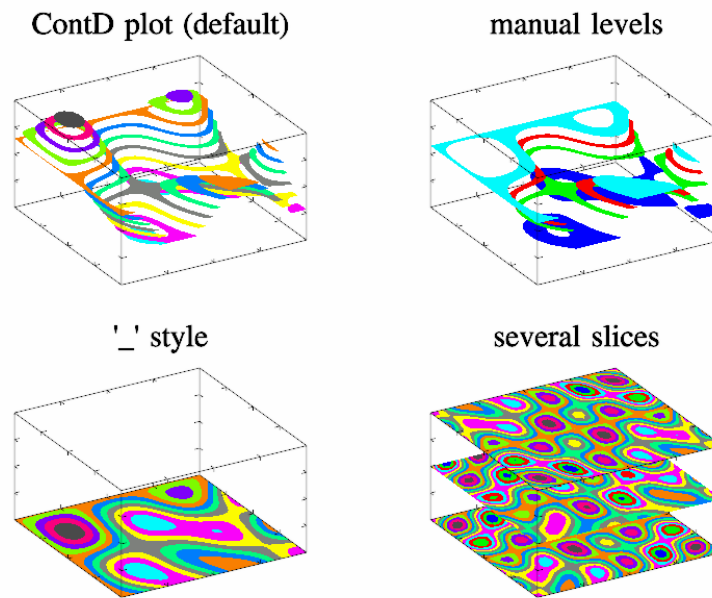 ContD plot (default)
manual levels
'_' style
several slices